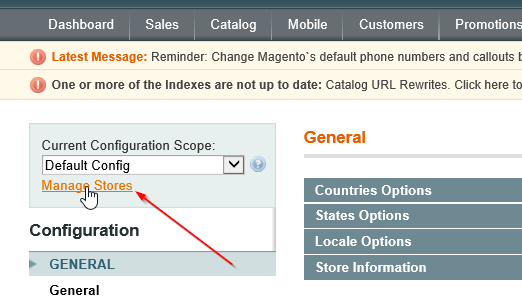 Dashboard Sales Catalog Mobile Customers Promotions
Latest Message: Reminder: Change Magento`s default phone numbers and callouts b
One or more of the Indexes are not up to date: Catalog URL Rewrites. Click here to
Current Configuration Scope:
Default Config
Manage Stores
Configuration
GENERAL
General
General
Countries Options
States Options
Locale Options
Store Information